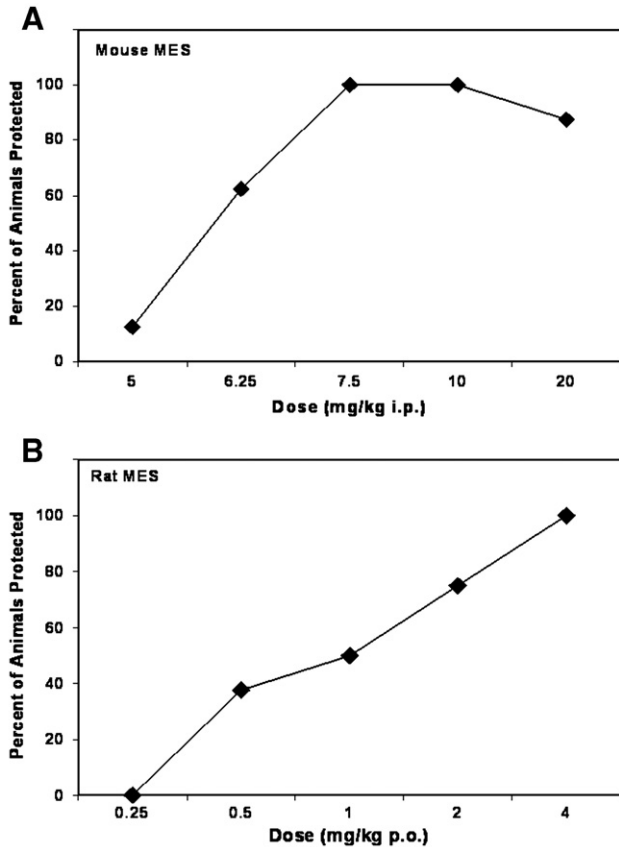 A
Mouse MES
Percent of Animals Protected
100
80
60
40
20
0
5 6.25 7.5 10 20
Dose (mg/kg i.p.)
B
Rat MES
Percent of Animals Protected
100
80
60
40
20
0
0.25 0.5 1 2 4
Dose (mg/kg p.o.)